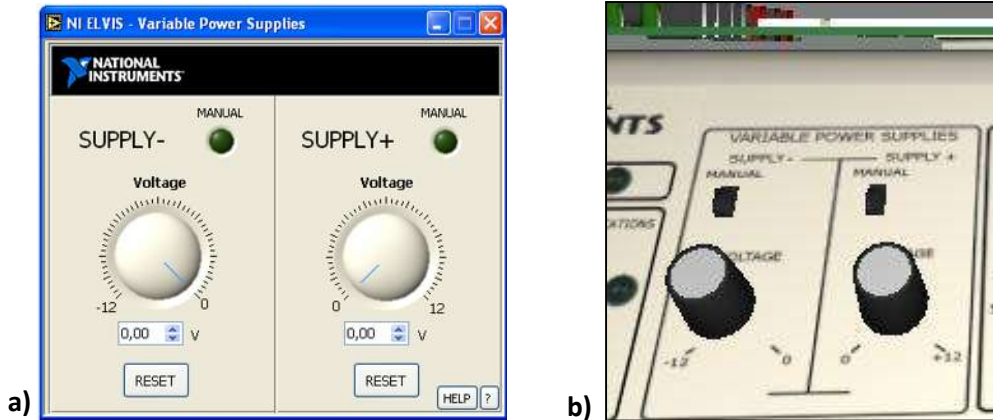 NI ELVIS - Variable Power Supplies
NATIONAL
INSTRUMENTS
SUPPLY-
MANUAL
Voltage
-12
0
0,00
V
RESET
SUPPLY+
MANUAL
Voltage
0
12
0,00
V
RESET
HELP
?
a)
NTS
VARIABLE POWER SUPPLIES
SUPPLY-
SUPPLY +
MANUAL
MANUAL
-12
0
0
+12
b)